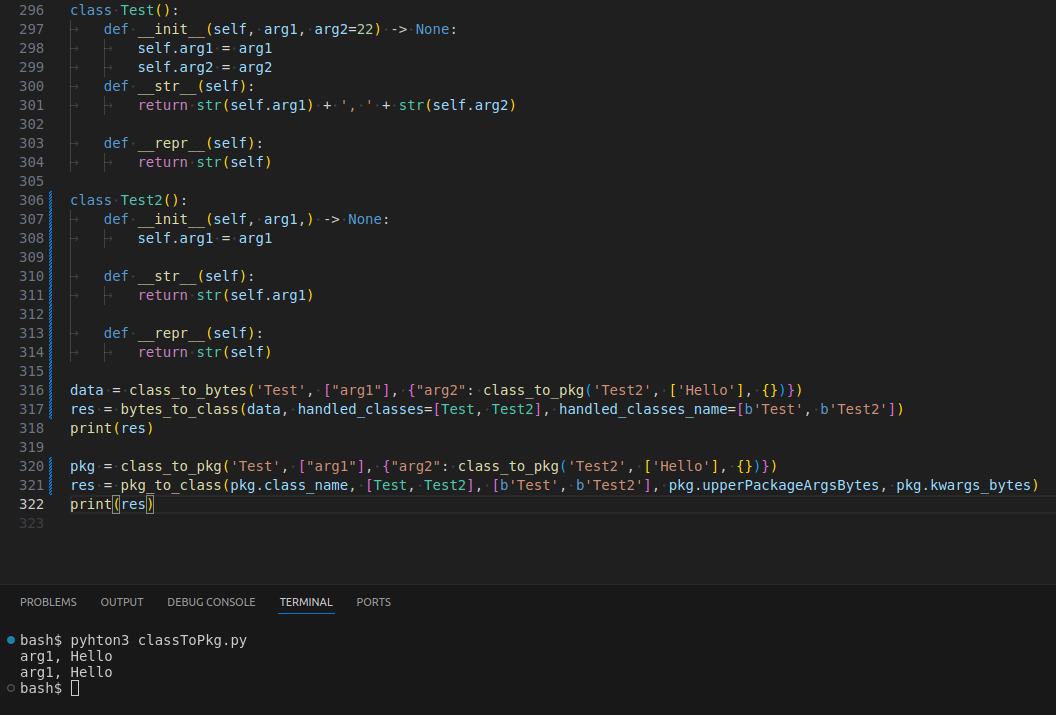 296 class Test():
297 def __init__(self, arg1, arg2=22) -> None:
298 self.arg1 = arg1
299 self.arg2 = arg2
300 def __str__(self):
301 return str(self.arg1) + ', ' + str(self.arg2)
302
303 def __repr__(self):
304 return str(self)
305
306 class Test2():
307 def __init__(self, arg1,) -> None:
308 self.arg1 = arg1
309
310 def __str__(self):
311 return str(self.arg1)
312
313 def __repr__(self):
314 return str(self)
315
316 data = class_to_bytes('Test', ["arg1"], {"arg2": class_to_pkg('Test2', ['Hello'], {})})
317 res = bytes_to_class(data, handled_classes=[Test, Test2], handled_classes_name=[b'Test', b'Test2'])
318 print(res)
319
320 pkg = class_to_pkg('Test', ["arg1"], {"arg2": class_to_pkg('Test2', ['Hello'], {})})
321 res = pkg_to_class(pkg.class_name, [Test, Test2], [b'Test', b'Test2'], pkg.upperPackageArgsBytes, pkg.kwargs_bytes)
322 print(res)
323
PROBLEMS OUTPUT DEBUG CONSOLE TERMINAL PORTS
bash$ pyhton3 classToPkg.py
arg1, Hello
arg1, Hello
bash$